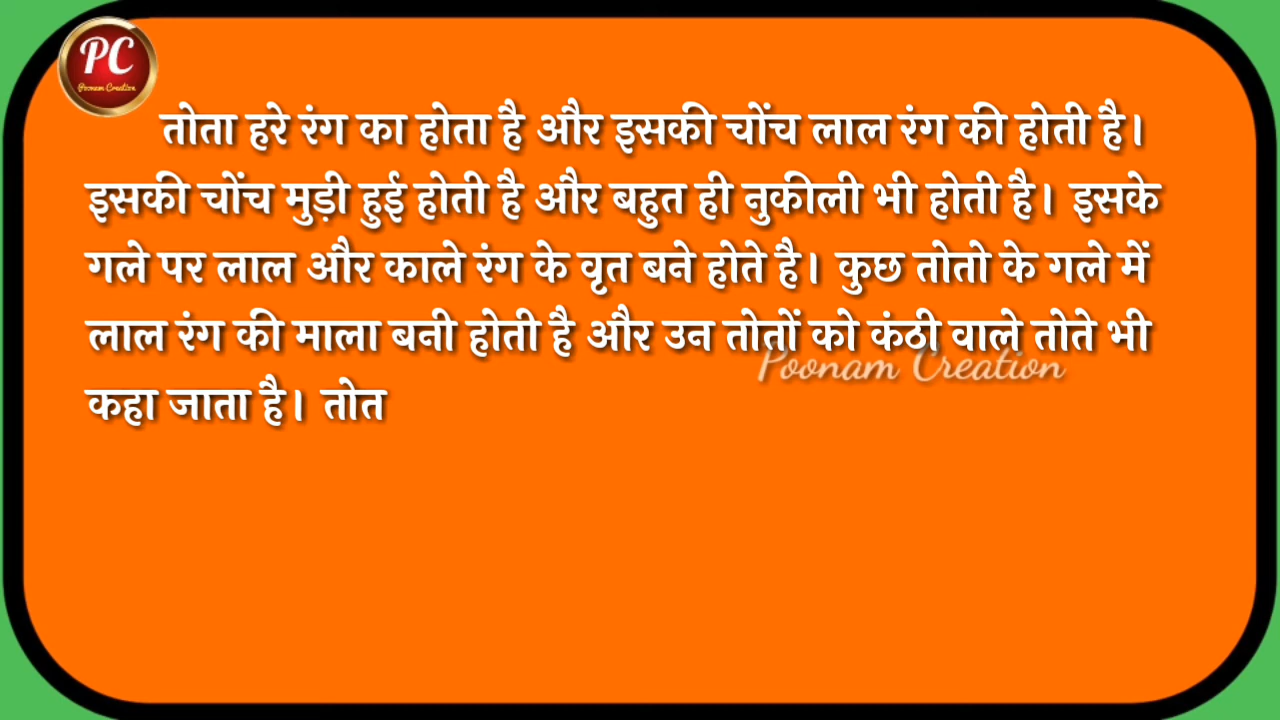 PC
Poonam Creation
तोता हरे रंग का होता है और इसकी चोंच लाल रंग की होती है।
इसकी चोंच मुड़ी हुई होती है और बहुत ही नुकीली भी होती है। इसके
गले पर लाल और काले रंग के वृत बने होते है। कुछ तोतो के गले में
लाल रंग की माला बनी होती है और उन तोतों को कंठी वाले तोते भी
Poonam Creation
कहा जाता है। तोत